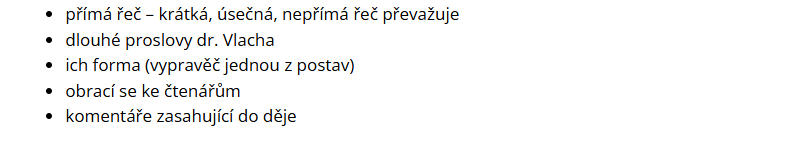 • přímá řeč – krátká, úsečná, nepřímá řeč převažuje
• dlouhé proslovy dr. Vlacha
• ich forma (vypravěč jednou z postav)
• obrací se ke čtenářům
• komentáře zasahující do děje